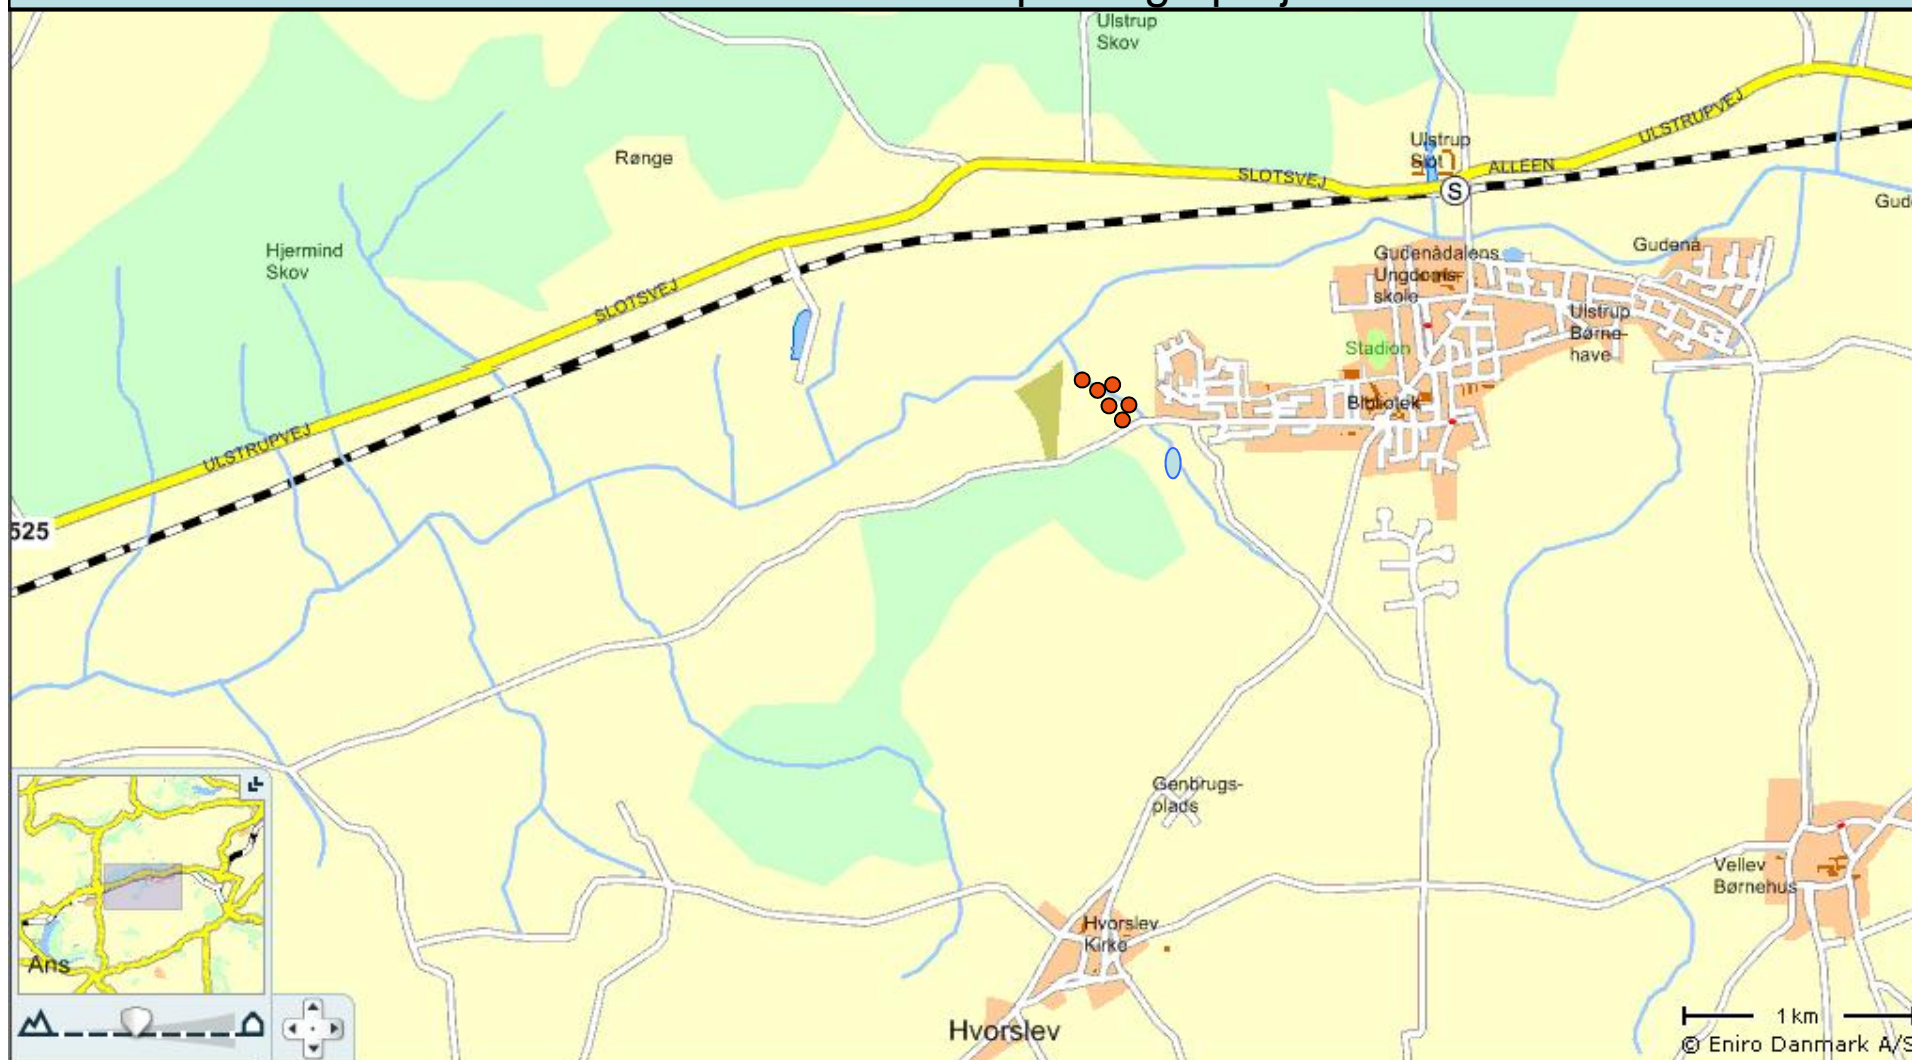 Ulstrup
Skov
Rønge
Ulstrup
Slot
ULSTRUPVEJ
ALLEEN
SLOTSVEJ
S
Hjermind
Skov
Gudenådalens
Ungdoms-
skole
Gudenå
SLOTSVEJ
Ulstrup
Børne-
have
Stadion
Bibliotek
ULSTRUPVEJ
525
Genbrugs-
plads
Vellev
Børnehus
Hvorslev
Kirke
Ans
Hvorslev
1 km
© Eniro Danmark A/S